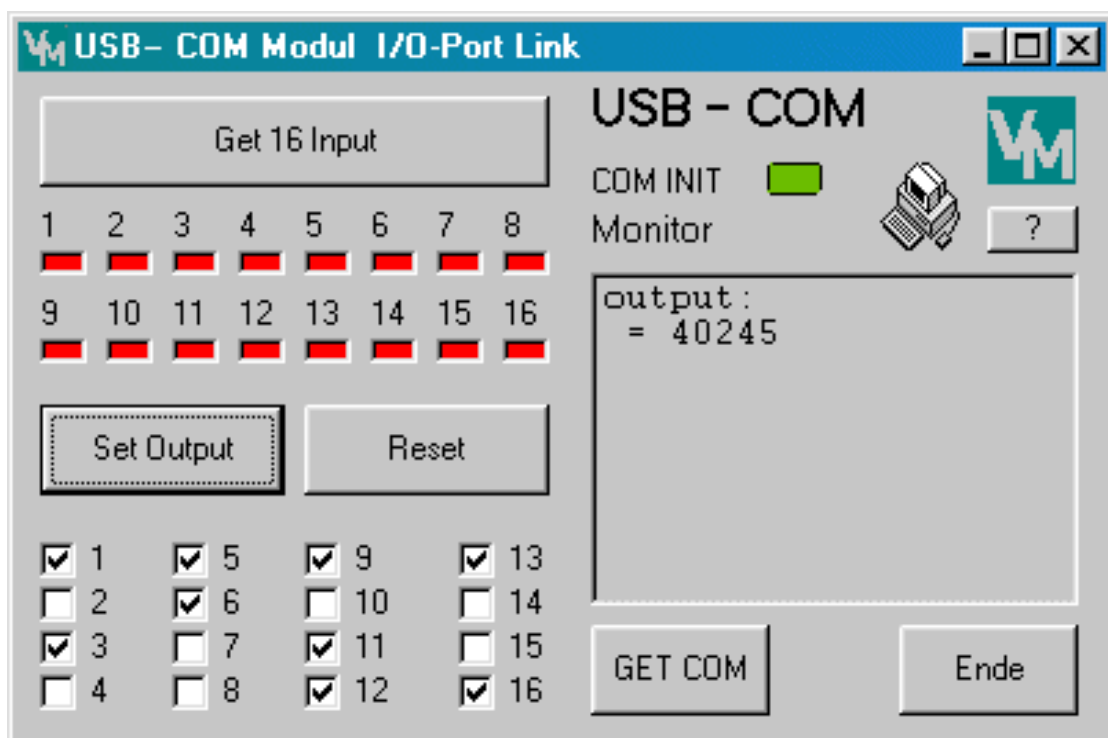 VM USB- COM Modul I/O-Port Link
Get 16 Input
1 2 3 4 5 6 7 8
9 10 11 12 13 14 15 16
Set Output Reset
1 5 9 13
2 6 10 14
3 7 11 15
4 8 12 16
USB - COM
VM
COM INIT
Monitor
?
output:
= 40245
GET COM Ende